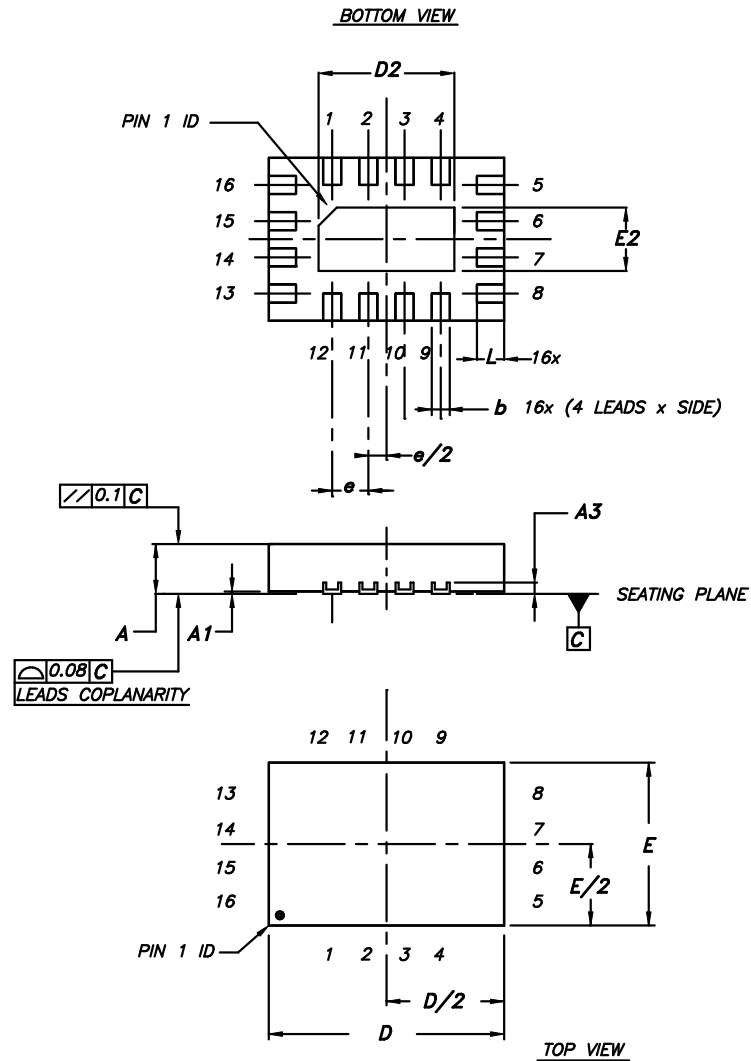 BOTTOM VIEW
D2
PIN 1 ID
1 2 3 4
16 5
15 6
E2
14 7
13 8
12 11 10 9 L 16x
b 16x (4 LEADS x SIDE)
e/2
e
// 0.1 C
A3
SEATING PLANE
A A1
C
0.08 C
LEADS COPLANARITY
12 11 10 9
13 8
14 7
E
15 6
E/2
16 5
PIN 1 ID
1 2 3 4
D/2
D
TOP VIEW